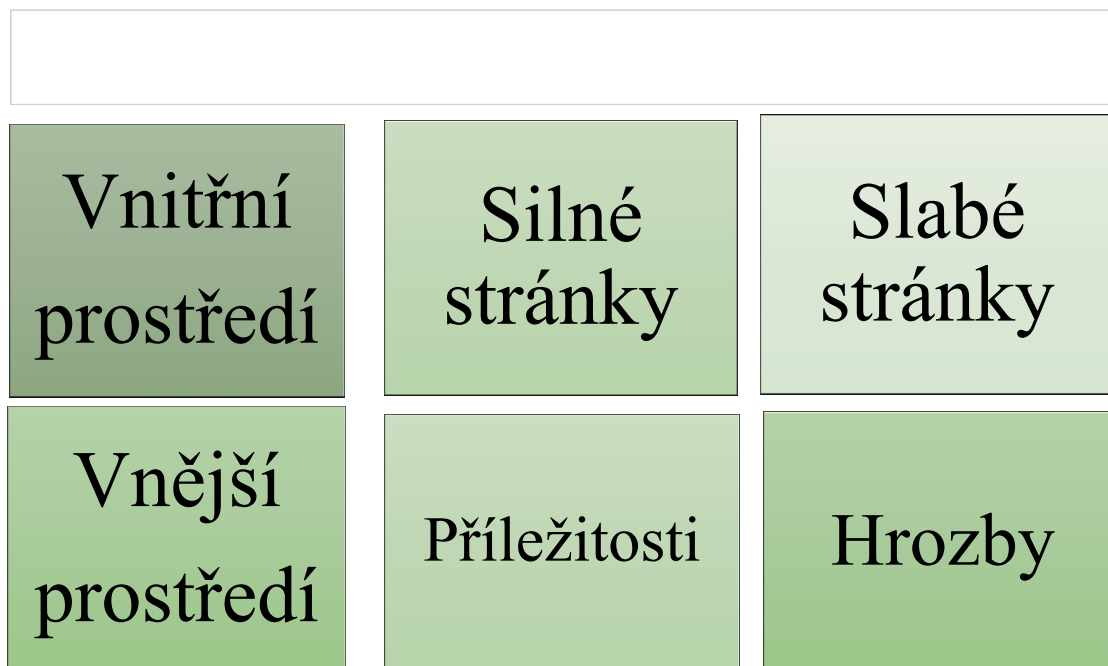 Vnitřní
prostředí
Silné
stránky
Slabé
stránky
Vnější
prostředí
Příležitosti
Hrozby